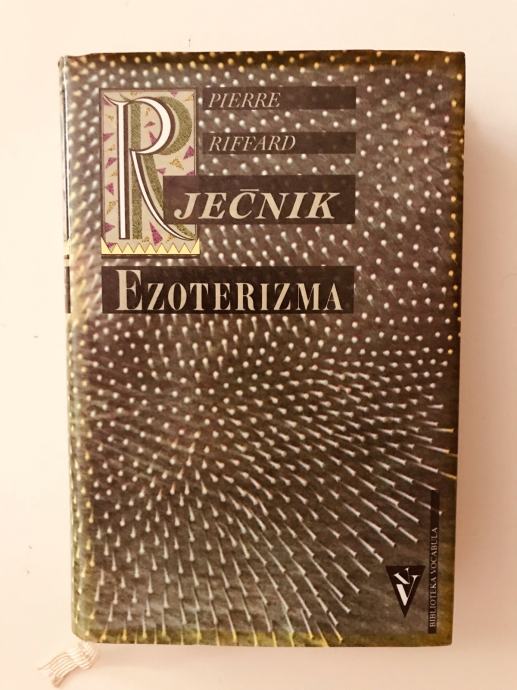 PIERRE
RIFFARD
RJEČNIK
EZOTERIZMA
V
BIBLIOTEKA VOCABULA